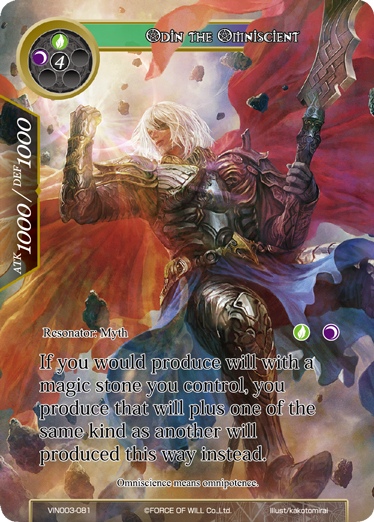 Odin the Omniscient
4
ATK 1000 / DEF 1000
Resonator: Myth
If you would produce will with a
magic stone you control, you
produce that will plus one of the
same kind as another will
produced this way instead.
Omniscience means omnipotence.
VIN003-081 ©FORCE OF WILL Co.,Ltd. Illust/kakotomirai